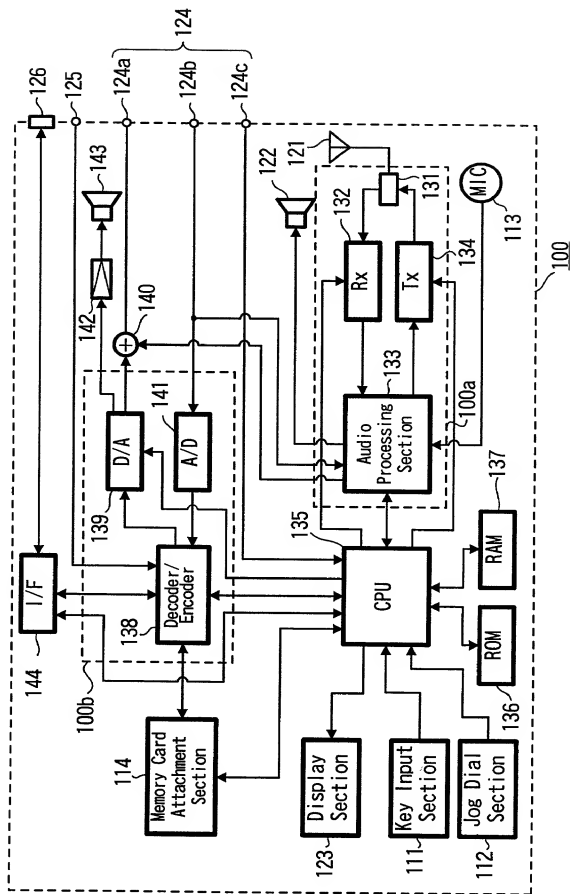 126
125
124a
124
124b
124c
143
142
140
122
121
144
I/F
139
D/A
141
A/D
138
Decoder/
Encoder
100b
114
Memory Card
Attachment
Section
132
Rx
131
134
Tx
133
Audio
Processing
Section
100a
MIC
113
135
CPU
137
RAM
136
ROM
123
Display
Section
111
Key Input
Section
112
Jog Dial
Section
100